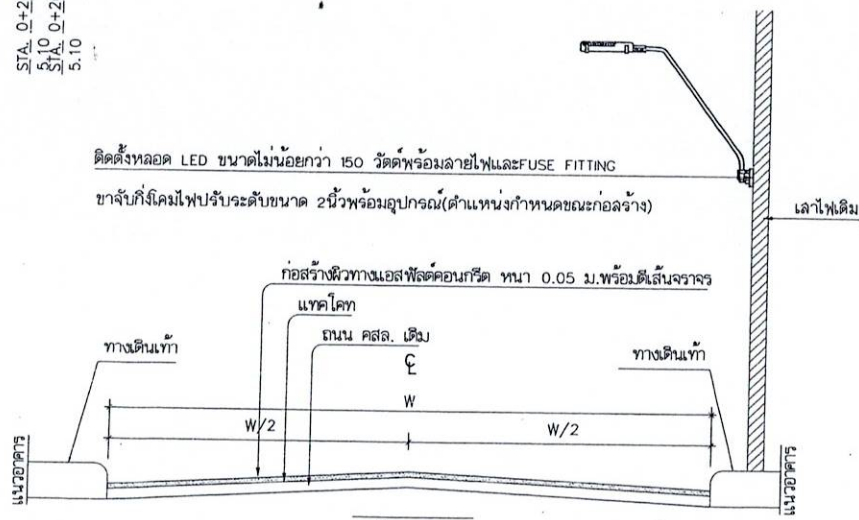 STA. 0+2
5.10
STA. 0+2
5.10
ติดตั้งหลอด LED ขนาดไม่น้อยกว่า 150 วัตต์พร้อมสายไฟและFUSE FITTING
ขาจับกิ่งโคมไฟปรับระดับขนาด 2นิ้วพร้อมอุปกรณ์(ตำแหน่งกำหนดขณะก่อสร้าง)
เสาไฟเดิม
ก่อสร้างผิวทางแอสฟัลต์คอนกรีต หนา 0.05 ม.พร้อมตีเส้นจราจร
แทคโคท
ถนน คสล. เดิม
ทางเดินเท้า
ทางเดินเท้า
W
W/2
W/2
แนวอาคาร
แนวอาคาร